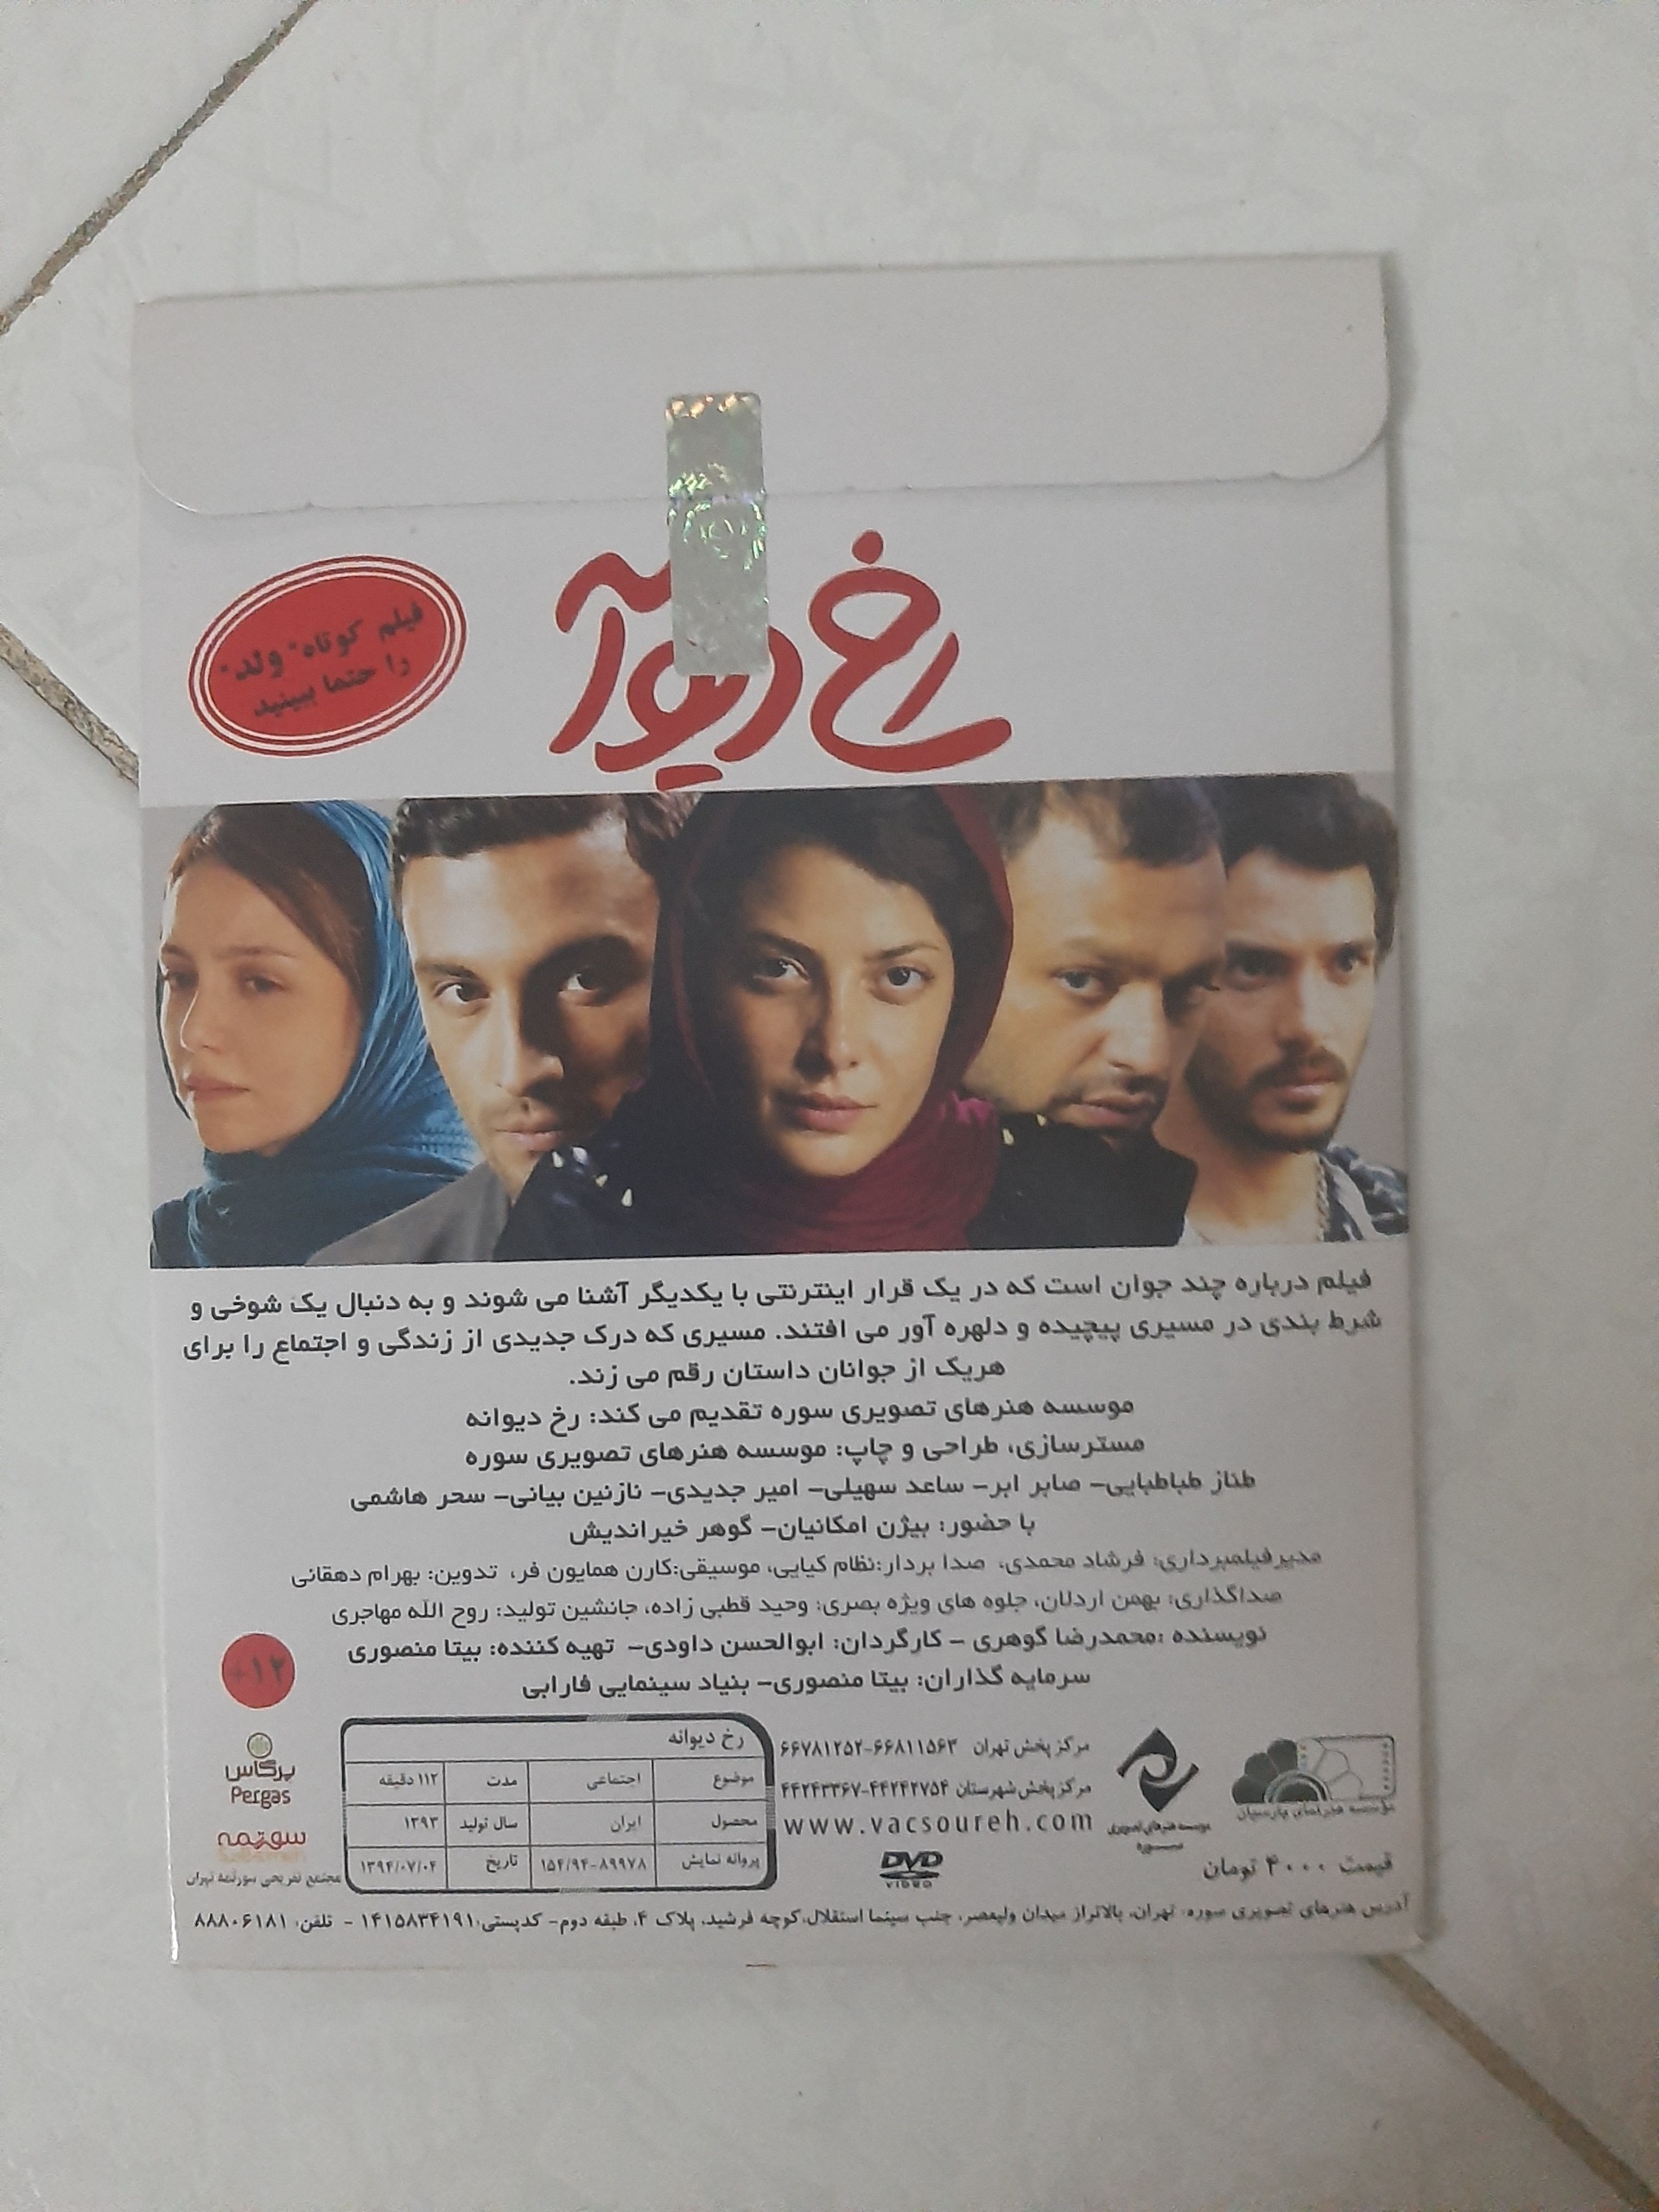 رخ دیوآ
فیلم کوتاه "ولد"
را حتما ببینید
فیلم درباره چند جوان است که در یک قرار اینترنتی با یکدیگر آشنا می شوند و به دنبال یک شوخی و
شرط بندی در مسیری پیچیده و دلهره آور می افتند. مسیری که درک جدیدی از زندگی و اجتماع را برای
هریک از جوانان داستان رقم می زند.
موسسه هنرهای تصویری سوره تقدیم می کند: رخ دیوانه
مسترسازی، طراحی و چاپ: موسسه هنرهای تصویری سوره
طناز طباطبایی- صابر ابر- ساعد سهیلی- امیر جدیدی- نازنین بیاتی- سحر هاشمی
با حضور: بیژن امکانیان- گوهر خیراندیش
مدیرفیلمبرداری: فرشاد محمدی، صدا بردار:نظام کیایی، موسیقی:کارن همایون فر، تدوین: بهرام دهقانی
صداگذاری: بهمن اردلان، جلوه های ویژه بصری: وحید قطبی زاده، جانشین تولید: روح الله مهاجری
نویسنده :محمدرضا گوهری - کارگردان: ابوالحسن داودی- تهیه کننده: بیتا منصوری
سرمایه گذاران: بیتا منصوری- بنیاد سینمایی فارابی
+۱۲
موسسه هنرهای تصویری
سوره
مرکز پخش تهران ۶۶۷۸۱۲۵۲-۶۶۸۱۱۵۶۳
مرکز پخش شهرستان ۴۴۲۴۳۳۶۷-۴۴۲۴۲۷۵۴
www.vacsoureh.com
DVD
VIDEO
قیمت ۴۰۰۰ تومان
رخ دیوانه
موضوع اجتماعی مدت ۱۱۲ دقیقه
محصول ایران سال تولید ۱۳۹۳
پروانه نمایش ۱۵۴/۹۴-۸۹۹۷۸ تاریخ ۱۳۹۴/۰۷/۰۴
پرگاس
Pergas
سورتمه
مجتمع تفریحی سورتمه تهران
آدرس هنرهای تصویری سوره: تهران، بالاتراز میدان ولیعصر، جنب سینما استقلال،کوچه فرشید، پلاک ۴، طبقه دوم- کدپستی:۱۴۱۵۸۳۴۱۹۱ - تلفن: ۸۸۸۰۶۱۸۱